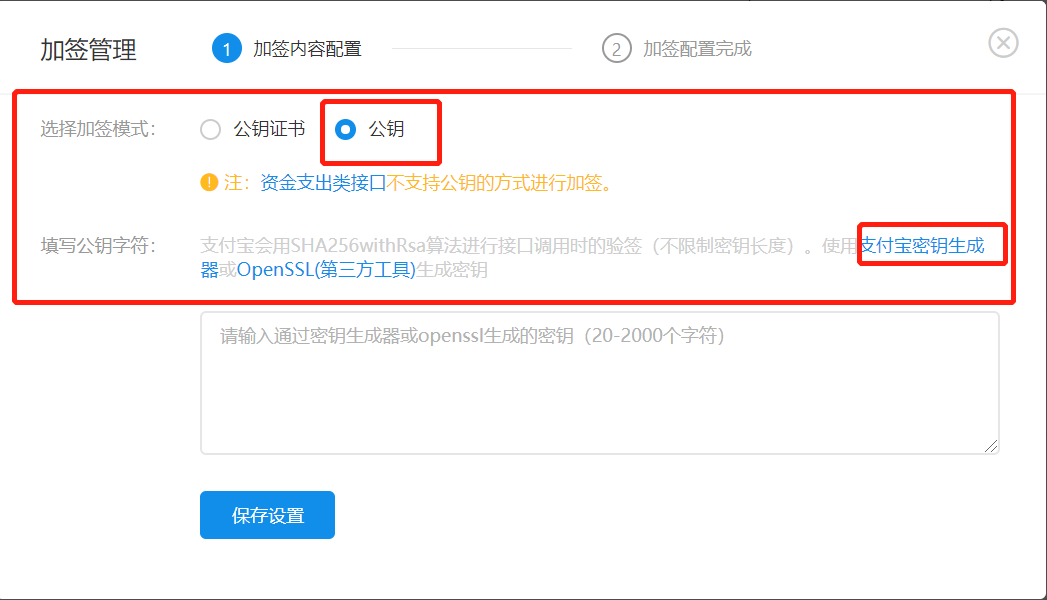 加签管理
1 加签内容配置
2 加签配置完成
选择加签模式：
公钥证书
公钥
注：资金支出类接口不支持公钥的方式进行加签。
填写公钥字符：
支付宝会用SHA256withRsa算法进行接口调用时的验签（不限制密钥长度）。使用支付宝密钥生成
器或OpenSSL(第三方工具)生成密钥
请输入通过密钥生成器或openssl生成的密钥（20-2000个字符）
保存设置